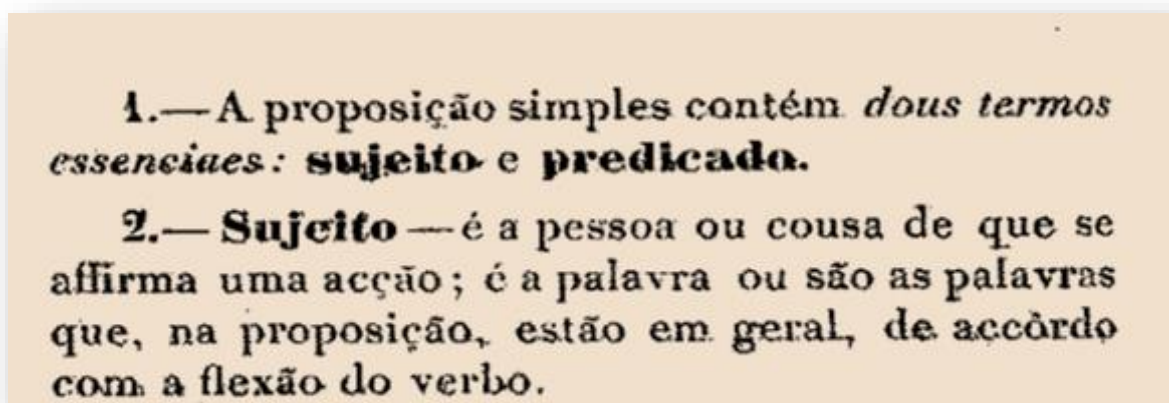 1.—A proposição simples contém dous termos
essenciaes: sujeito e predicado.
2.—Sujeito—é a pessoa ou cousa de que se
affirma uma acção; é a palavra ou são as palavras
que, na proposição, estão em geral, de accôrdo
com a flexão do verbo.